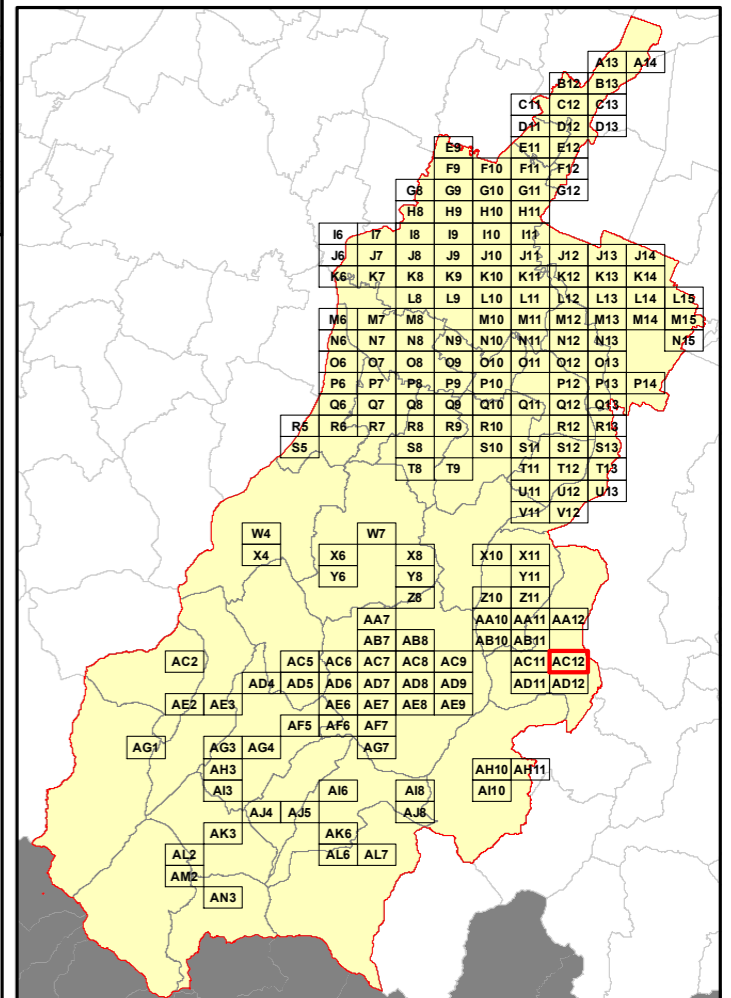 A13 A14
B12 B13
C11 C12 C13
D11 D12 D13
E9 E11 E12
F9 F10 F11 F12
G8 G9 G10 G11 G12
H8 H9 H10 H11
I6 I7 I8 I9 I10 I11
J6 J7 J8 J9 J10 J11 J12 J13 J14
K6 K7 K8 K9 K10 K11 K12 K13 K14
L8 L9 L10 L11 L12 L13 L14 L15
M6 M7 M8 M10 M11 M12 M13 M14 M15
N6 N7 N8 N9 N10 N11 N12 N13 N15
O6 O7 O8 O9 O10 O11 O12 O13
P6 P7 P8 P9 P10 P12 P13 P14
Q6 Q7 Q8 Q9 Q10 Q11 Q12 Q13
R5 R6 R7 R8 R9 R10 R12 R13
S5 S8 S10 S11 S12 S13
T8 T9 T11 T12 T13
U11 U12 U13
V11 V12
W4 W7
X4 X6 X8 X10 X11
Y6 Y8 Y11
Z8 Z10 Z11
AA7 AA10 AA11 AA12
AB7 AB8 AB10 AB11
AC2 AC5 AC6 AC7 AC8 AC9 AC11 AC12
AD4 AD5 AD6 AD7 AD8 AD9 AD11 AD12
AE2 AE3 AE6 AE7 AE8 AE9
AF5 AF6 AF7
AG1 AG3 AG4 AG7
AH3 AH10 AH11
AI3 AI6 AI8 AI10
AJ4 AJ5 AJ8
AK3 AK6
AL2 AL6 AL7
AM2
AN3